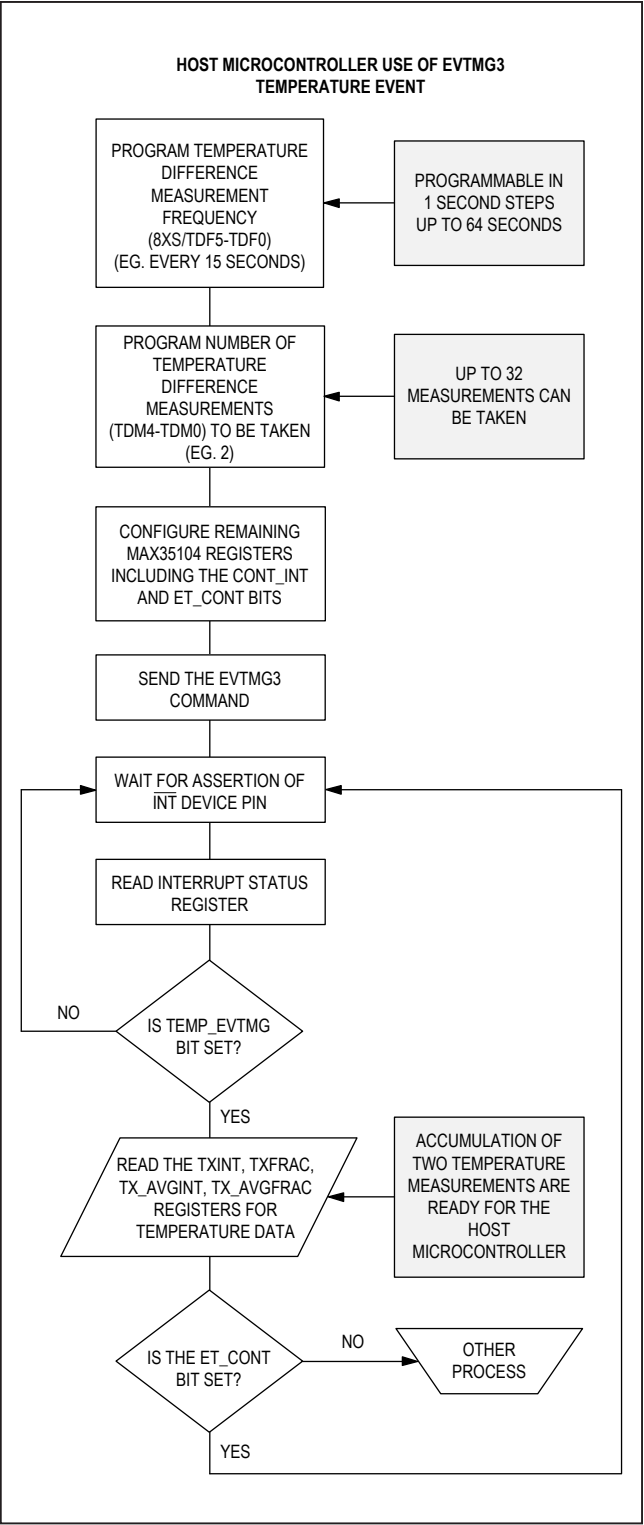 HOST MICROCONTROLLER USE OF EVTMG3
TEMPERATURE EVENT
PROGRAM TEMPERATURE
DIFFERENCE
MEASUREMENT
FREQUENCY
(8XS/TDF5-TDF0)
(EG. EVERY 15 SECONDS)
PROGRAMMABLE IN
1 SECOND STEPS
UP TO 64 SECONDS
PROGRAM NUMBER OF
TEMPERATURE
DIFFERENCE
MEASUREMENTS
(TDM4-TDM0) TO BE TAKEN
(EG. 2)
UP TO 32
MEASUREMENTS CAN
BE TAKEN
CONFIGURE REMAINING
MAX35104 REGISTERS
INCLUDING THE CONT_INT
AND ET_CONT BITS
SEND THE EVTMG3
COMMAND
WAIT FOR ASSERTION OF
INT DEVICE PIN
READ INTERRUPT STATUS
REGISTER
NO
IS TEMP_EVTMG
BIT SET?
YES
READ THE TXINT, TXFRAC,
TX_AVGINT, TX_AVGFRAC
REGISTERS FOR
TEMPERATURE DATA
ACCUMULATION OF
TWO TEMPERATURE
MEASUREMENTS ARE
READY FOR THE
HOST
MICROCONTROLLER
IS THE ET_CONT
BIT SET?
NO
OTHER
PROCESS
YES